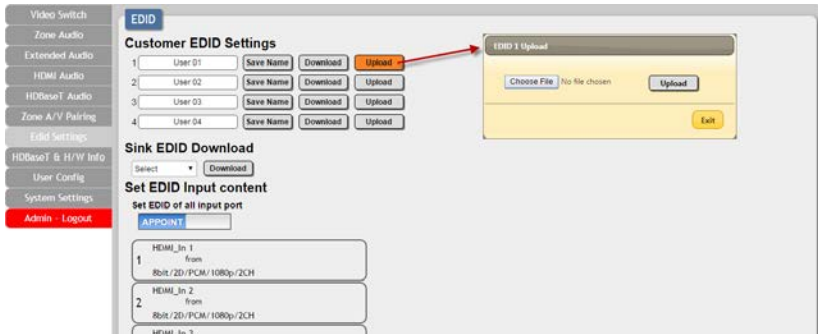 Video Switch
Zone Audio
Extended Audio
HDMI Audio
HDBaseT Audio
Zone A/V Pairing
Edid Settings
HDBaseT & H/W Info
User Config
System Settings
Admin - Logout
EDID
Customer EDID Settings
1 User 01 Save Name Download Upload
2 User 02 Save Name Download Upload
3 User 03 Save Name Download Upload
4 User 04 Save Name Download Upload
Sink EDID Download
Select Download
Set EDID Input content
Set EDID of all input port
APPOINT
HDMI_In 1
1 from
8bit/2D/PCM/1080p/2CH
HDMI_In 2
2 from
8bit/2D/PCM/1080p/2CH
HDMI_In 3
EDID 1 Upload
Choose File No file chosen Upload
Exit